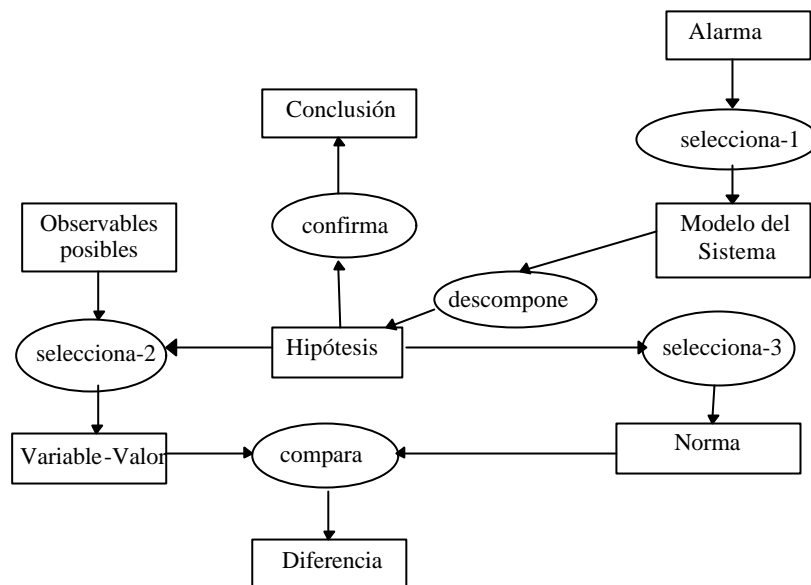 Alarma
Conclusión
selecciona-1
confirma
Observables
posibles
Modelo del
Sistema
descompone
selecciona-2
Hipótesis
selecciona-3
Variable-Valor
compara
Norma
Diferencia